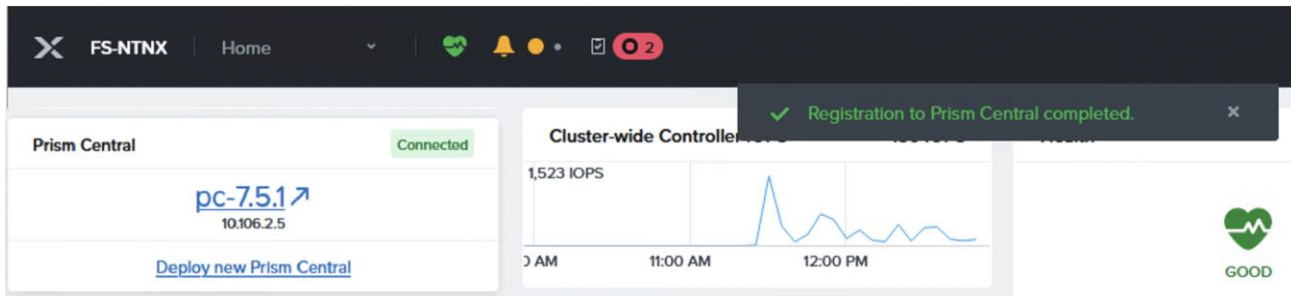 FS-NTNX Home 2
Registration to Prism Central completed.
Prism Central Connected
pc-7.5.1
10.106.2.5
Deploy new Prism Central
Cluster-wide Controller
1,523 IOPS
AM 11:00 AM 12:00 PM
GOOD